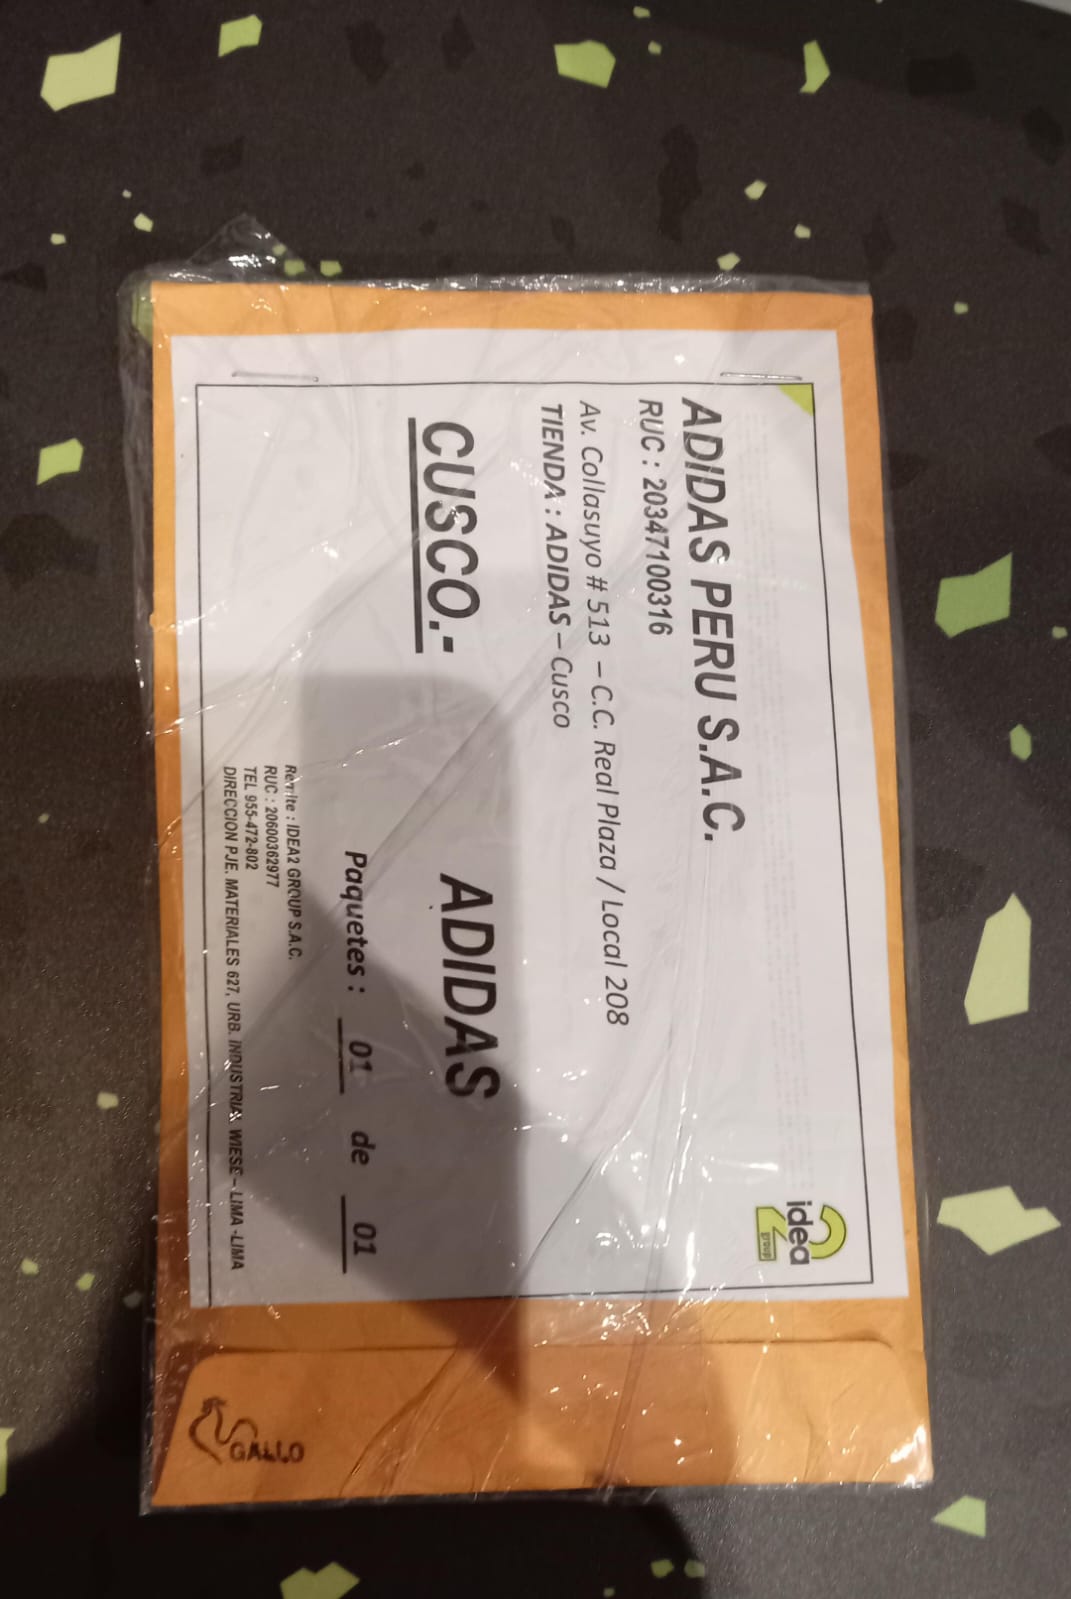 idea
2
group
ADIDAS PERU S.A.C.
RUC : 20347100316
Av. Collasuyo # 513 – C.C. Real Plaza / Local 208
TIENDA : ADIDAS – Cusco
CUSCO.- ADIDAS
Paquetes : 01 de 01
Remite : IDEA2 GROUP S.A.C.
RUC : 20600362977
TEL 955-472-802
DIRECCION PJE. MATERIALES 627, URB. INDUSTRIAL WIESE – LIMA -LIMA
GALLO